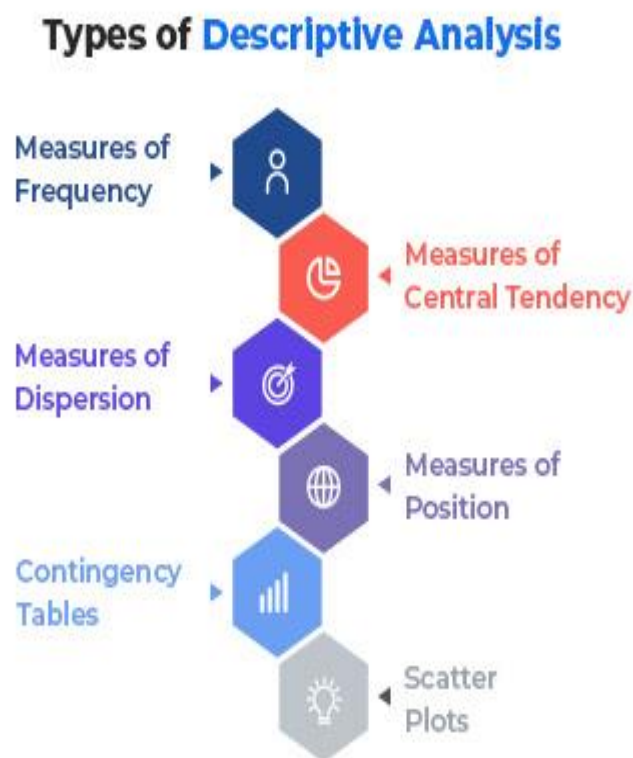 Types of Descriptive Analysis
Measures of
Frequency
Measures of
Central Tendency
Measures of
Dispersion
Measures of
Position
Contingency
Tables
Scatter
Plots